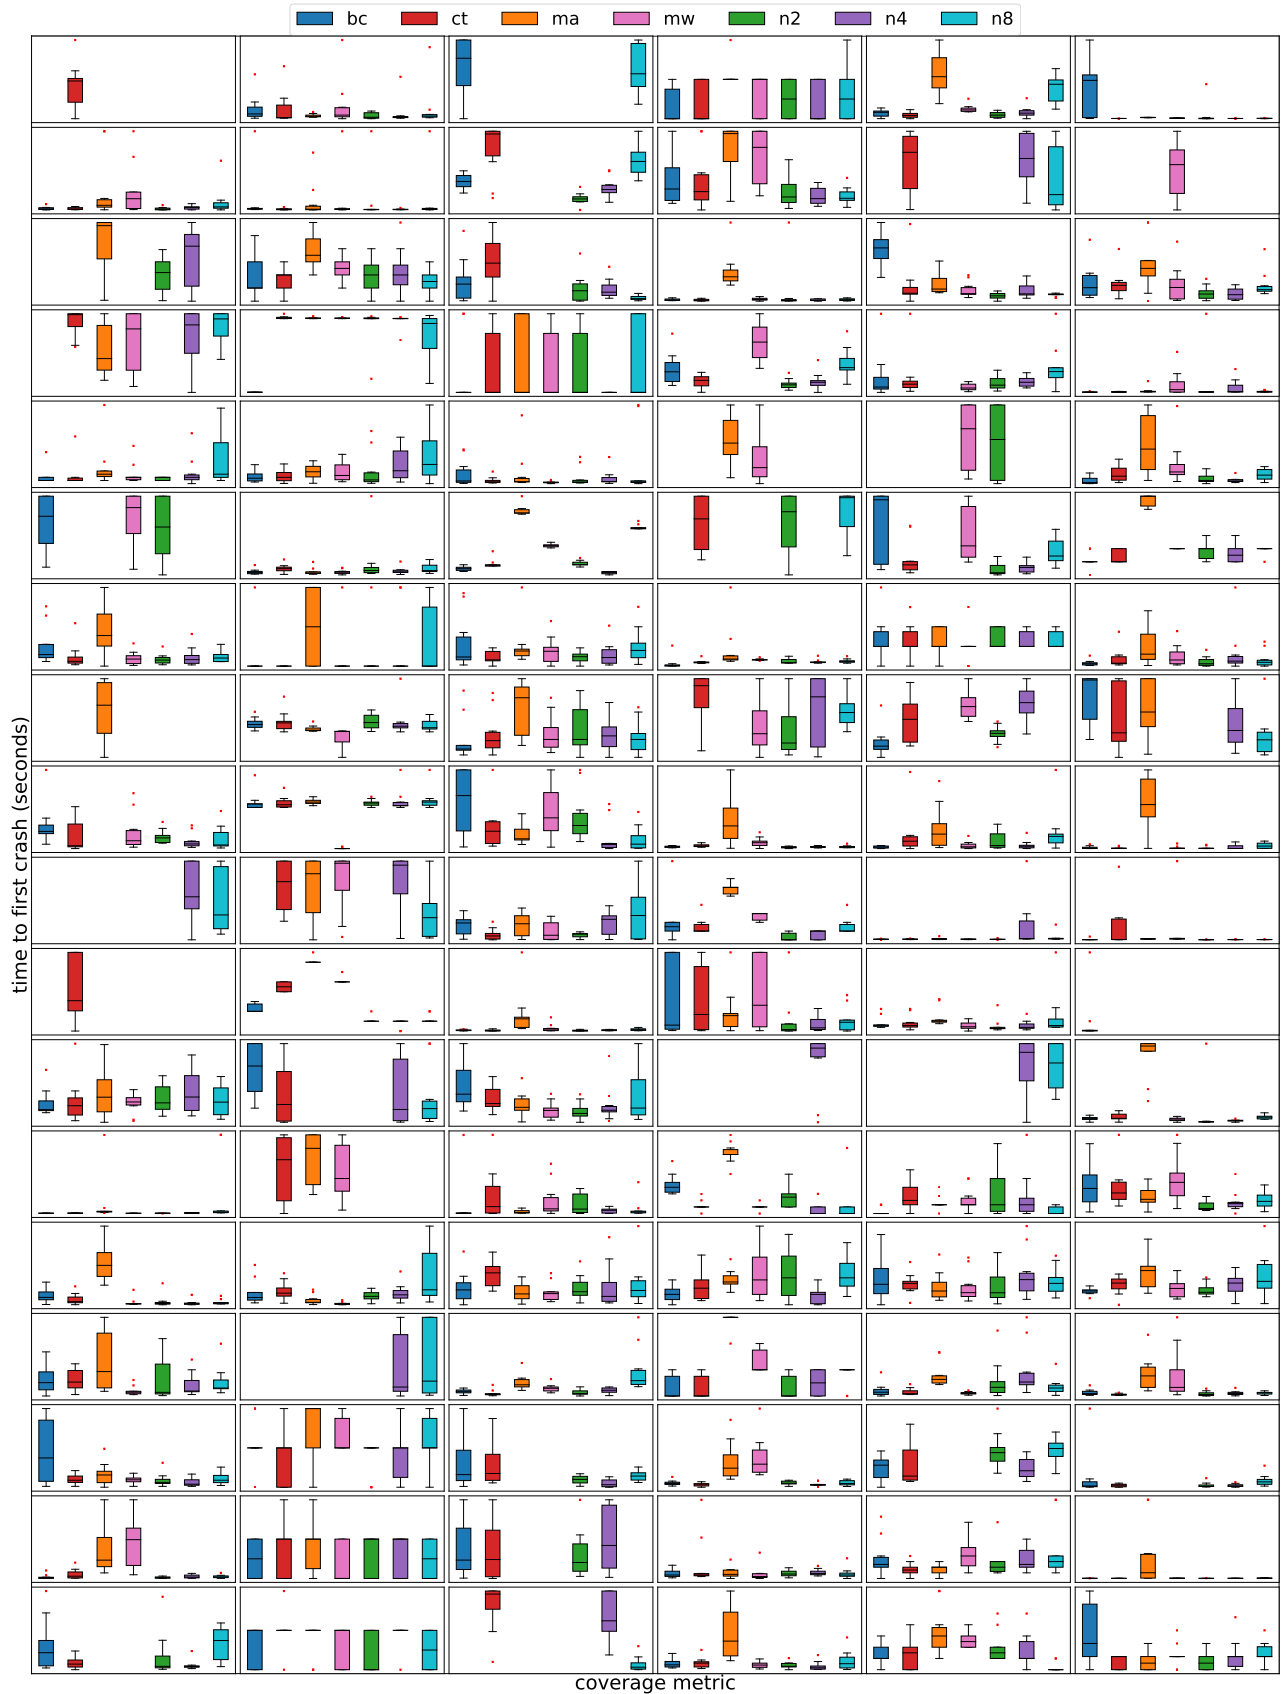 bc ct ma mw n2 n4 n8
time to first crash (seconds)
coverage metric